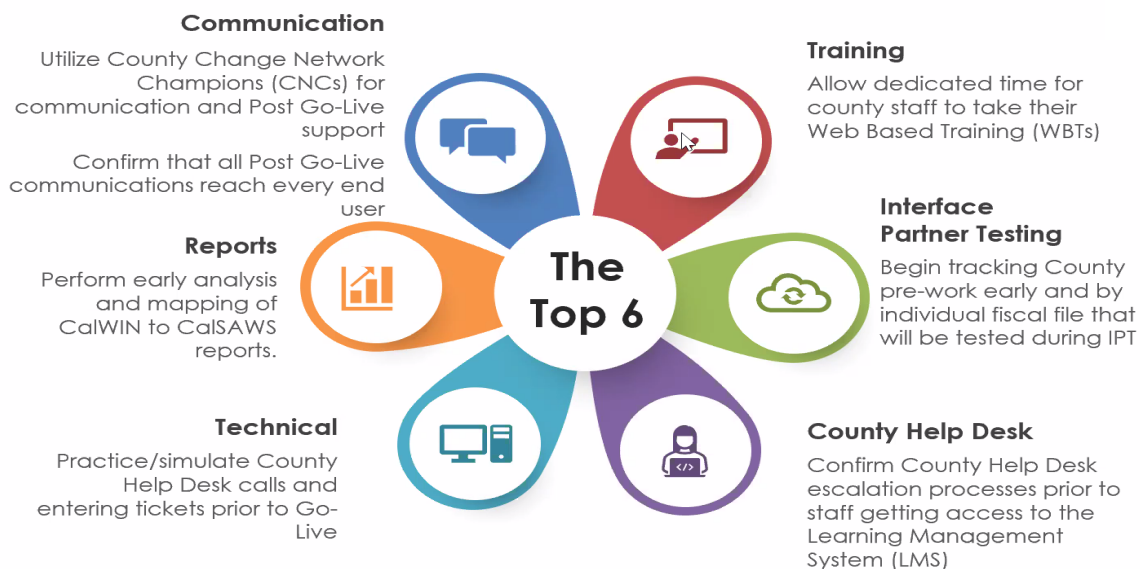 Communication
Utilize County Change Network
Champions (CNCs) for
communication and Post Go-Live
support
Confirm that all Post Go-Live
communications reach every end
user
Training
Allow dedicated time for
county staff to take their
Web Based Training (WBTs)
Reports
Perform early analysis
and mapping of
CalWIN to CalSAWS
reports.
The
Top 6
Interface
Partner Testing
Begin tracking County
pre-work early and by
individual fiscal file that
will be tested during IPT
Technical
Practice/simulate County
Help Desk calls and
entering tickets prior to Go-
Live
County Help Desk
Confirm County Help Desk
escalation processes prior to
staff getting access to the
Learning Management
System (LMS)